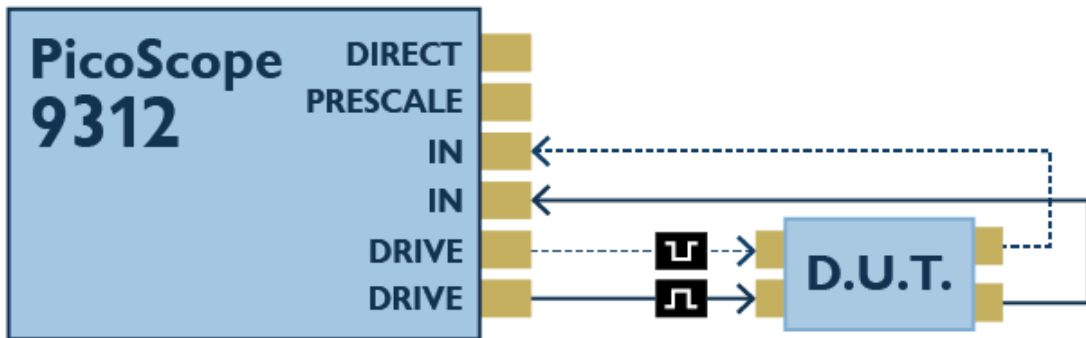 PicoScope
9312
DIRECT
PRESCALE
IN
IN
DRIVE
DRIVE
D.U.T.